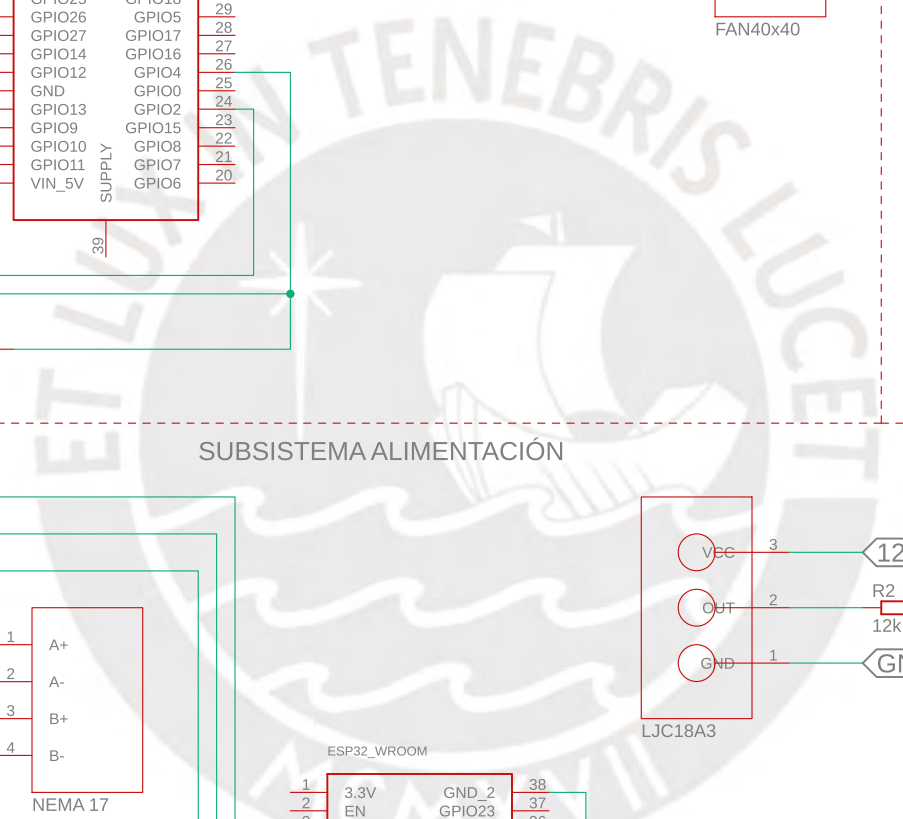 GPIO26
GPIO5
29
GPIO27
GPIO17
28
GPIO14
GPIO16
27
GPIO12
GPIO4
26
GND
GPIO0
25
GPIO13
GPIO2
24
GPIO9
GPIO15
23
GPIO10
GPIO8
22
GPIO11
GPIO7
21
VIN_5V
GPIO6
20
SUPPLY
39
FAN40x40
ET LUX IN TENEBRIS LUCET
SUBSISTEMA ALIMENTACIÓN
VCC
3
12
OUT
2
R2
12k
GND
1
LJC18A3
1
A+
2
A-
3
B+
4
B-
NEMA 17
ESP32_WROOM
1
3.3V
GND_2
38
2
EN
GPIO23
37